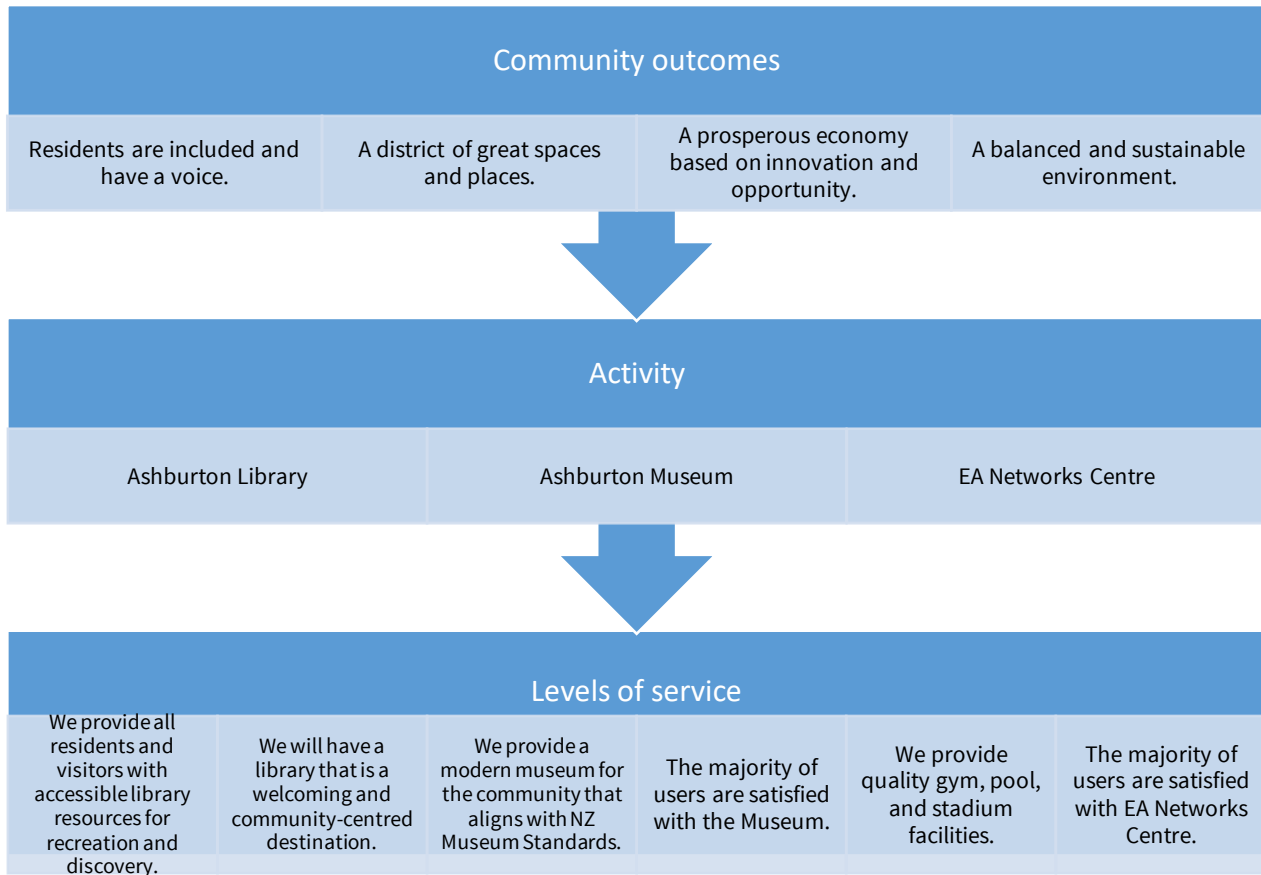 Community outcomes
Residents are included and
have a voice.
A district of great spaces
and places.
A prosperous economy
based on innovation and
opportunity.
A balanced and sustainable
environment.
Activity
Ashburton Library
Ashburton Museum
EA Networks Centre
Levels of service
We provide all
residents and
visitors with
accessible library
resources for
recreation and
discovery.
We will have a
library that is a
welcoming and
community-centred
destination.
We provide a
modern museum for
the community that
aligns with NZ
Museum Standards.
The majority of
users are satisfied
with the Museum.
We provide
quality gym, pool,
and stadium
facilities.
The majority of
users are satisfied
with EA Networks
Centre.